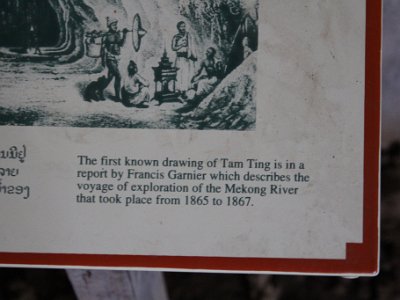 The first known drawing of Tam Ting is in a
report by Francis Garnier which describes the
voyage of exploration of the Mekong River
that took place from 1865 to 1867.